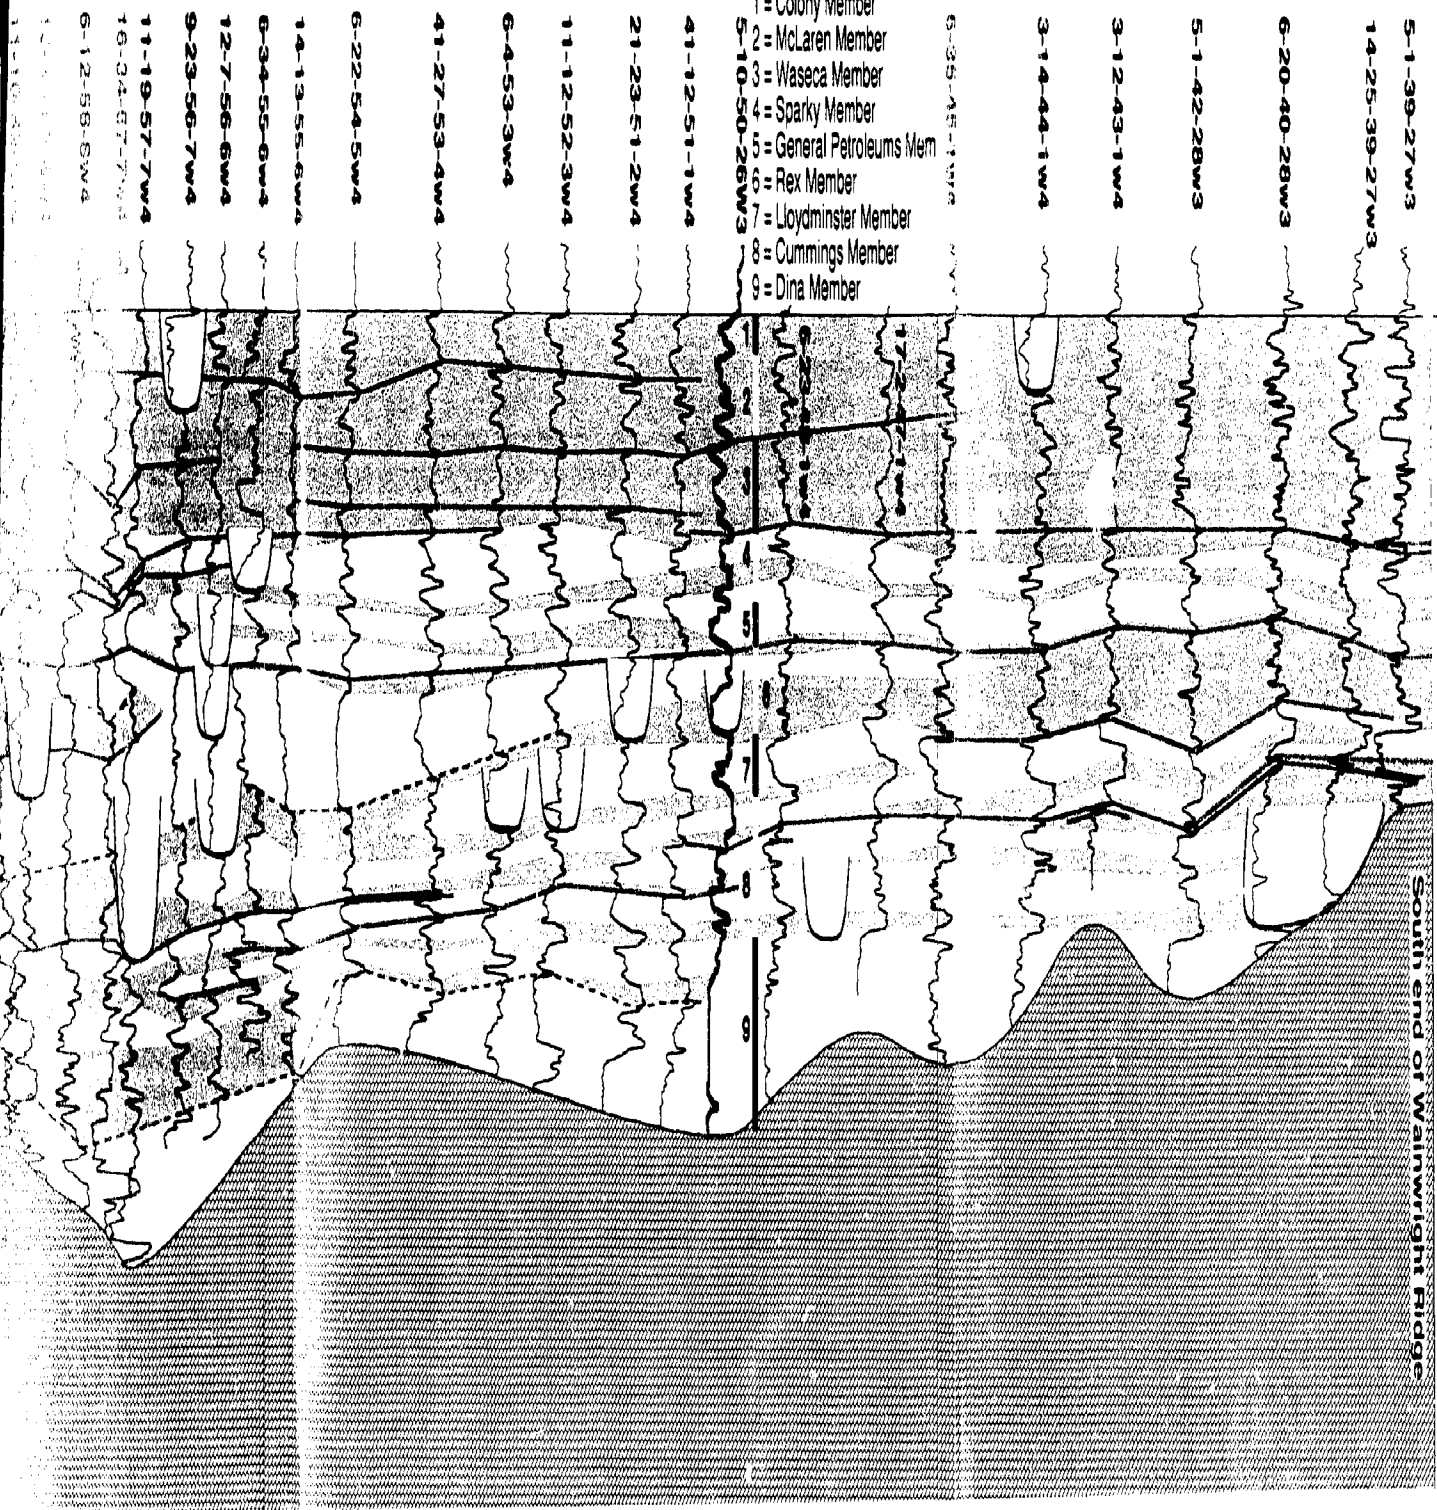 6-12-58-8w4
11-19-57-7w4
9-23-56-7w4
12-7-56-6w4
6-34-55-6w4
14-13-55-6w4
6-22-54-5w4
41-27-53-4w4
6-4-53-3w4
11-12-52-3w4
21-23-51-2w4
41-12-51-1w4
5-10-50-26w3
1 = Colony Member
2 = McLaren Member
3 = Waseca Member
4 = Sparky Member
5 = General Petroleums Mem
6 = Rex Member
7 = Lloydminster Member
8 = Cummings Member
9 = Dina Member
3-14-44-1w4
3-12-43-1w4
5-1-42-28w3
6-20-40-28w3
14-25-39-27w3
5-1-39-27w3
1
2
3
4
5
6
7
8
9
South end of Wainwright Ridge